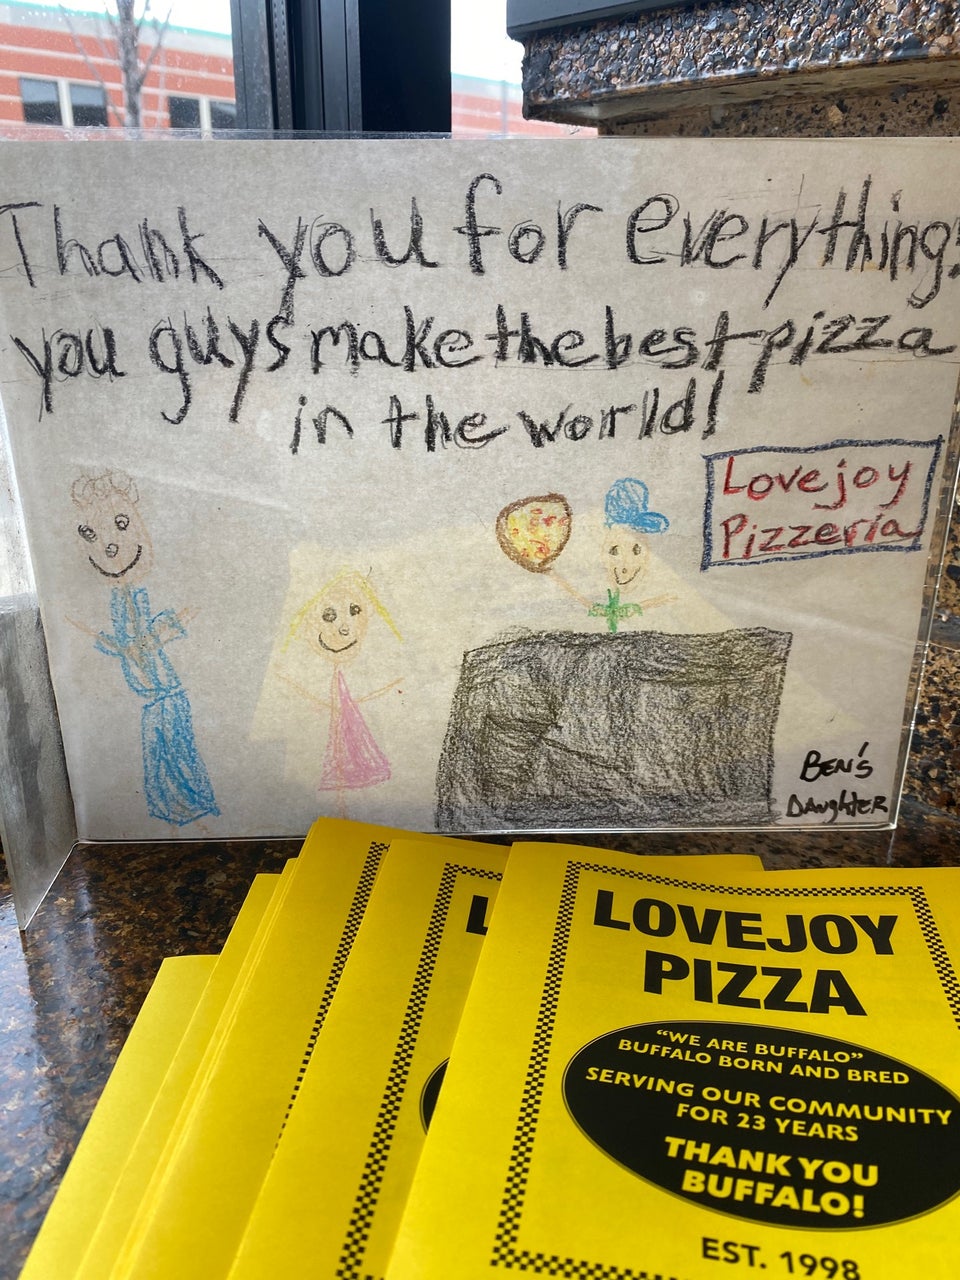 Thank you for everything!
you guys make the best pizza
in the world!
Lovejoy
Pizzeria
BEN'S
DAUGHTER
LOVEJOY
PIZZA
"WE ARE BUFFALO"
BUFFALO BORN AND BRED
SERVING OUR COMMUNITY
FOR 23 YEARS
THANK YOU
BUFFALO!
EST. 1998
L